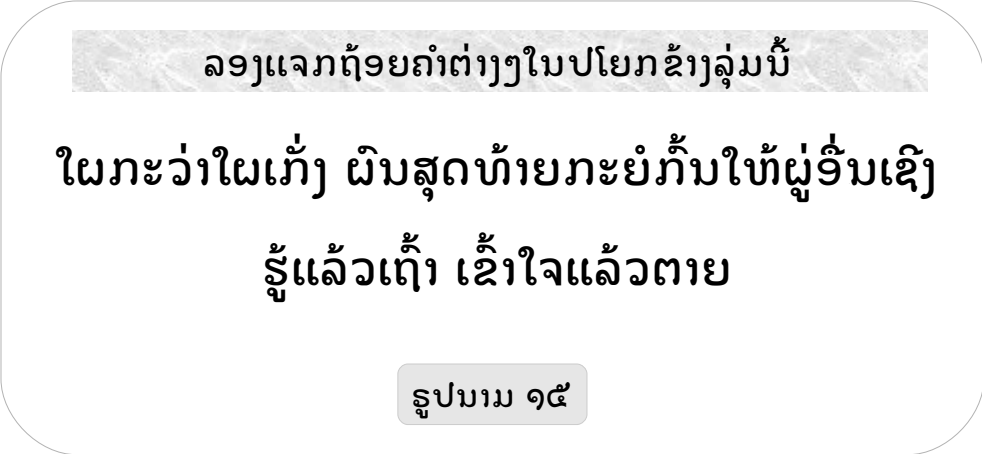 ລອງແຈກຖ້ອຍຄຳຕ່າງໆໃນປໂຍກຂ້າງລຸ່ມນີ້
ໃຜກະວ່າໃຜເກັ່ງ ຜົນສຸດທ້າຍກະຍໍກົ້ນໃຫ້ຜູ່ອື່ນເຊີງ
ຮູ້ແລ້ວເຖົ້າ ເຂົ້າໃຈແລ້ວຕາຍ
ຣູປນາມ ໑໕